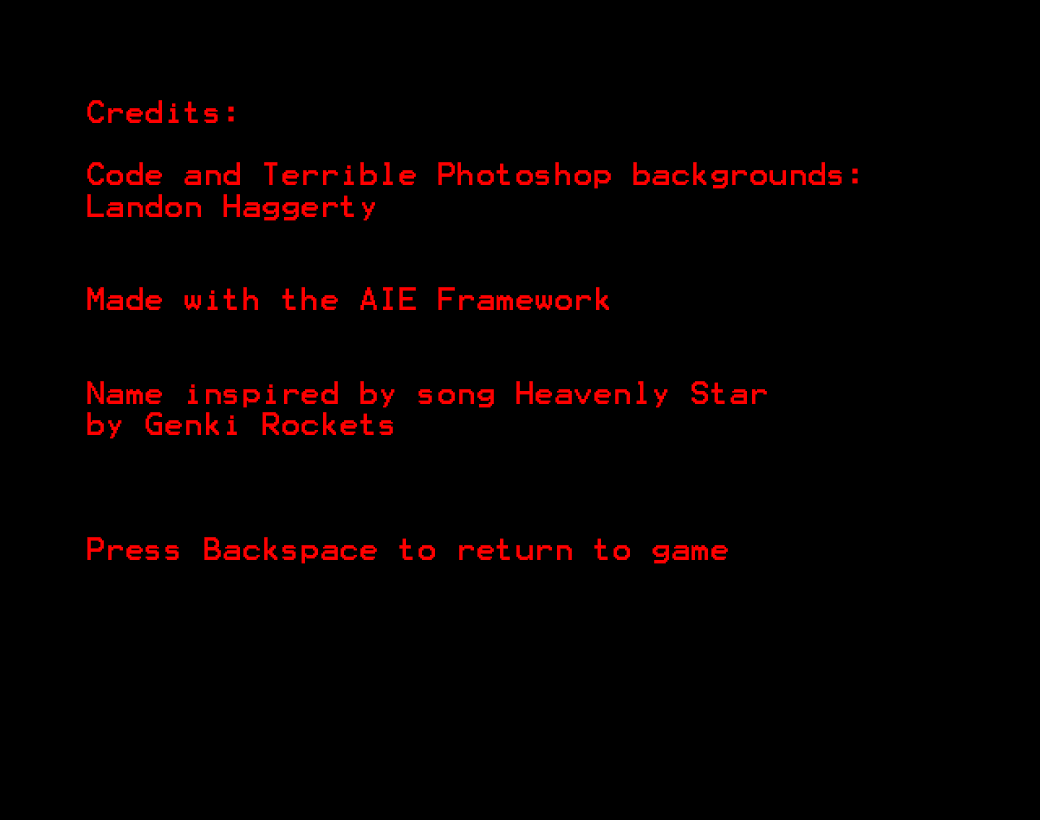 Credits:
Code and Terrible Photoshop backgrounds:
Landon Haggerty
Made with the AIE Framework
Name inspired by song Heavenly Star
by Genki Rockets
Press Backspace to return to game